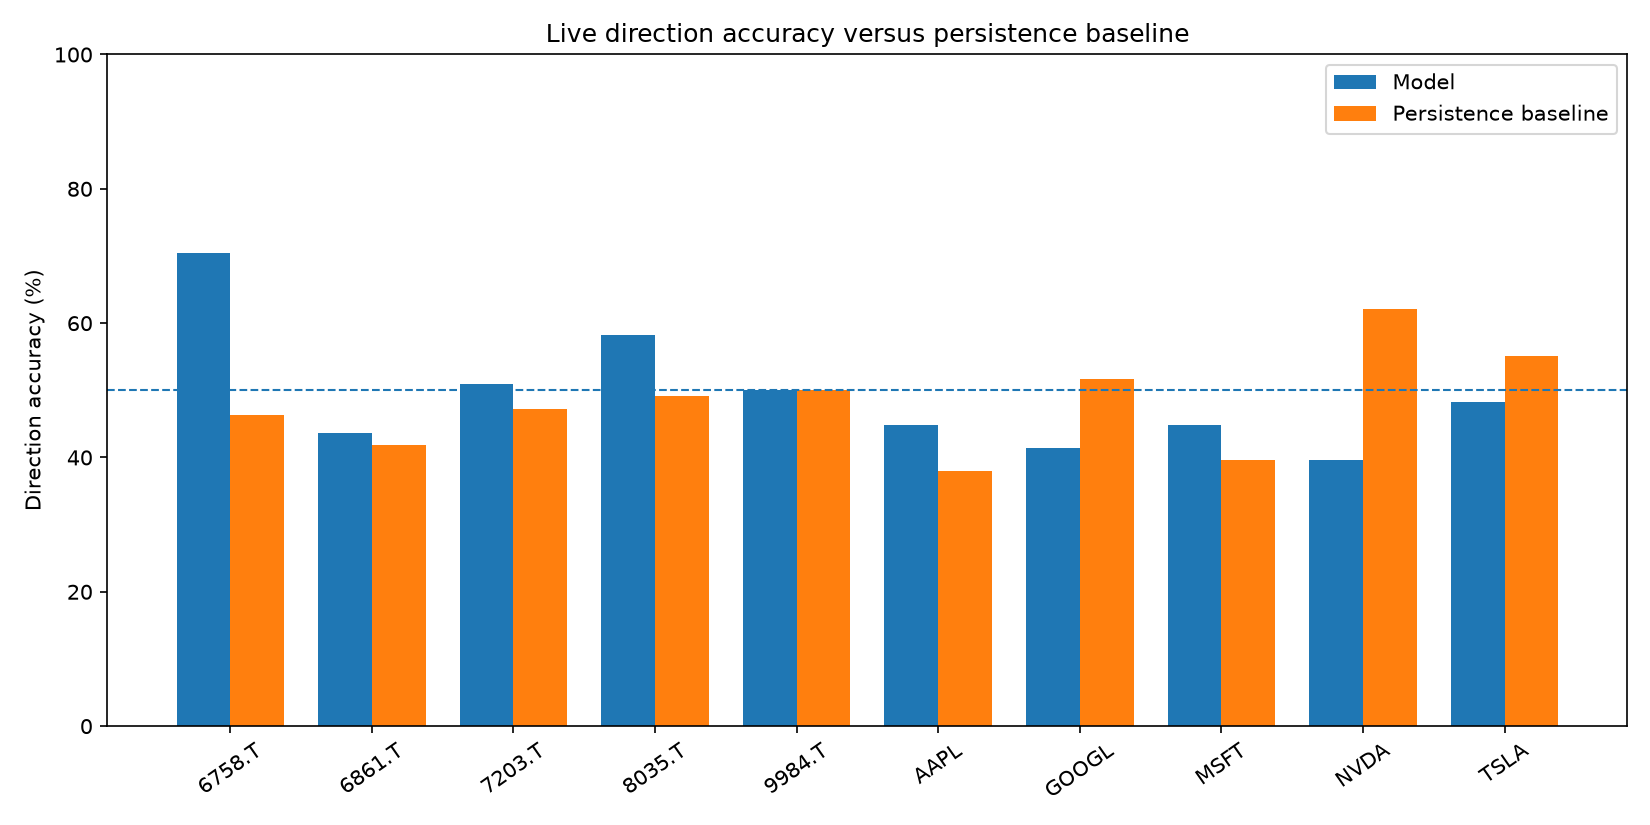 Live direction accuracy versus persistence baseline
Model
Persistence baseline
Direction accuracy (%)
100
80
60
40
20
0
6758.T
6861.T
7203.T
8035.T
9984.T
AAPL
GOOGL
MSFT
NVDA
TSLA